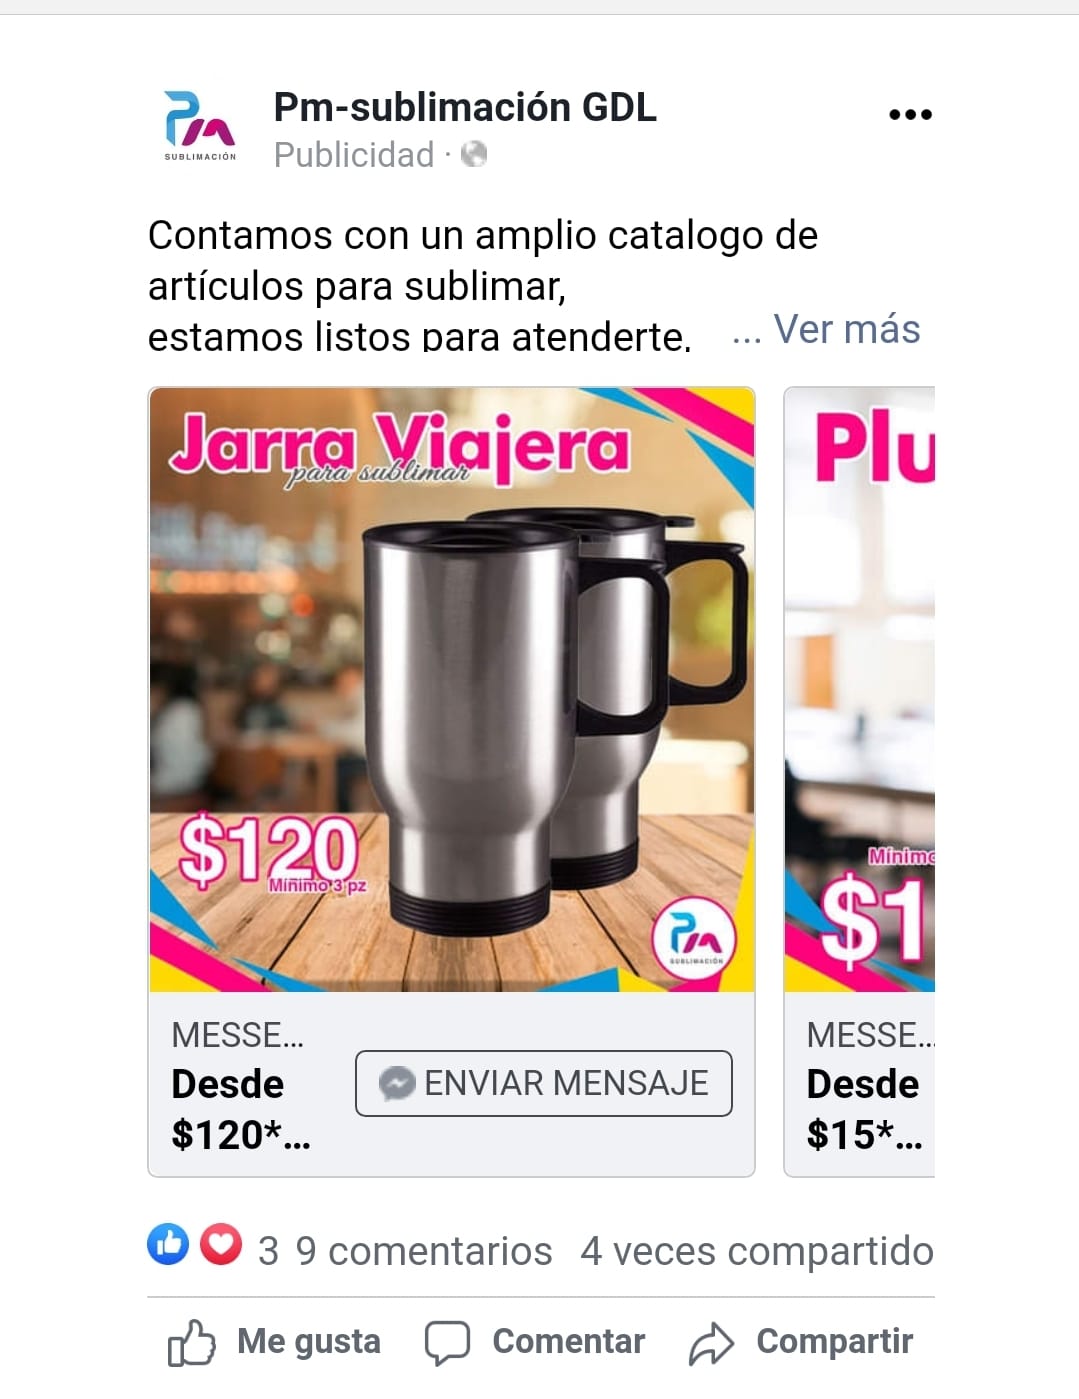 Pm-sublimación GDL
SUBLIMACIÓN
Publicidad ·
Contamos con un amplio catalogo de
artículos para sublimar,
estamos listos para atenderte.
... Ver más
Jarra Viajera
para sublimar
$120
Mínimo 3 pz
SUBLIMACIÓN
MESSE...
Desde
$120*...
ENVIAR MENSAJE
Plu
Mínimo
$1
MESSE...
Desde
$15*...
3 9 comentarios 4 veces compartido
Me gusta Comentar Compartir